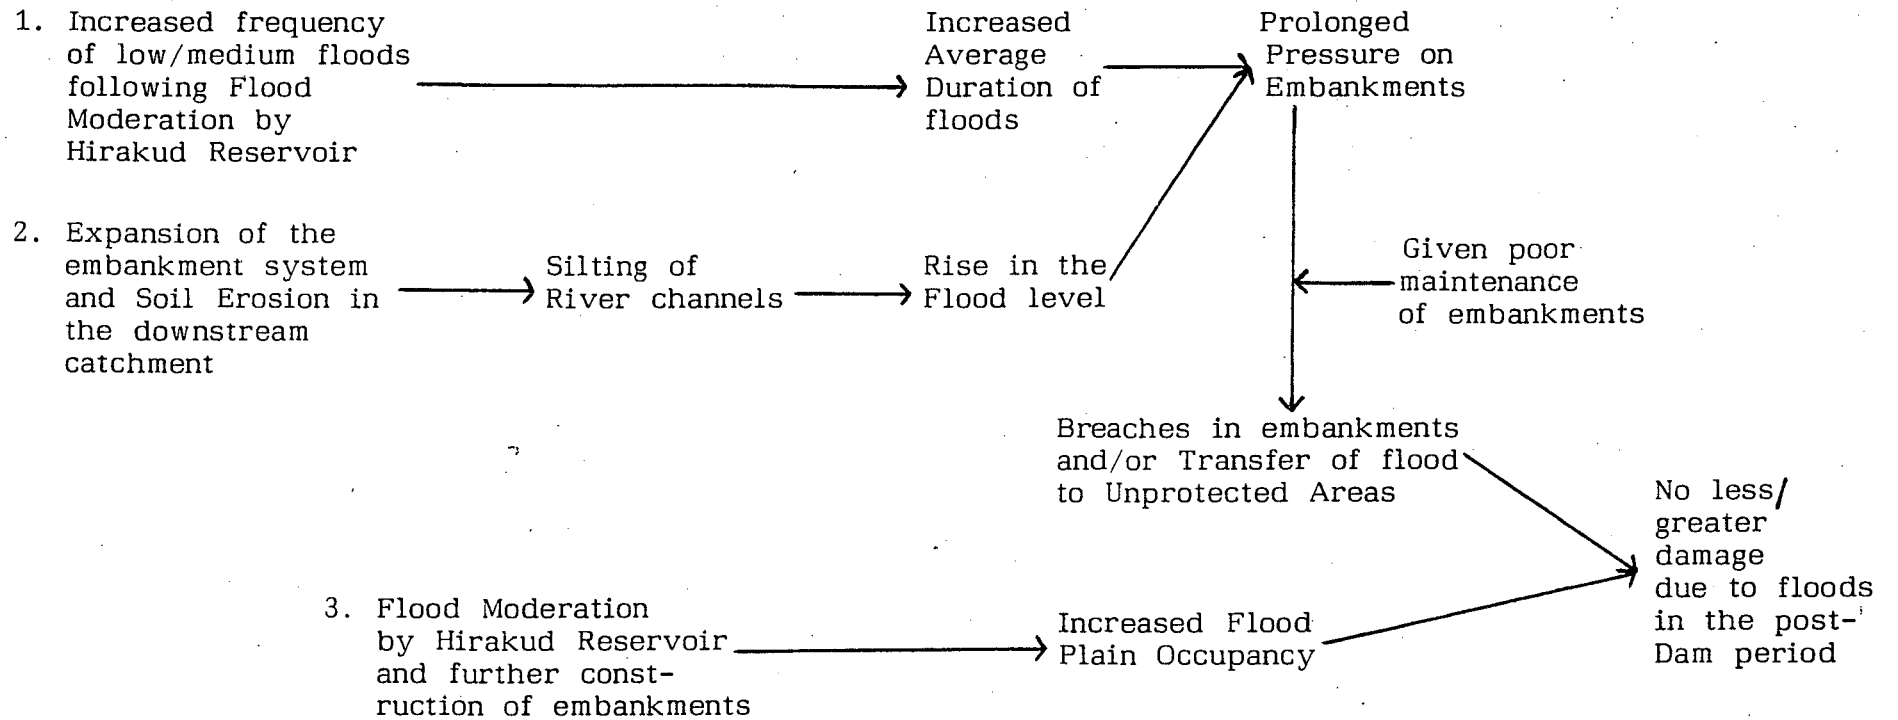 1. Increased frequency
of low/medium floods
following Flood
Moderation by
Hirakud Reservoir
Increased
Average
Duration of
floods
Prolonged
Pressure on
Embankments
2. Expansion of the
embankment system
and Soil Erosion in
the downstream
catchment
Silting of
River channels
Rise in the
Flood level
Given poor
maintenance
of embankments
Breaches in embankments
and/or Transfer of flood
to Unprotected Areas
3. Flood Moderation
by Hirakud Reservoir
and further const-
ruction of embankments
Increased Flood
Plain Occupancy
No less/
greater
damage
due to floods
in the post-
Dam period